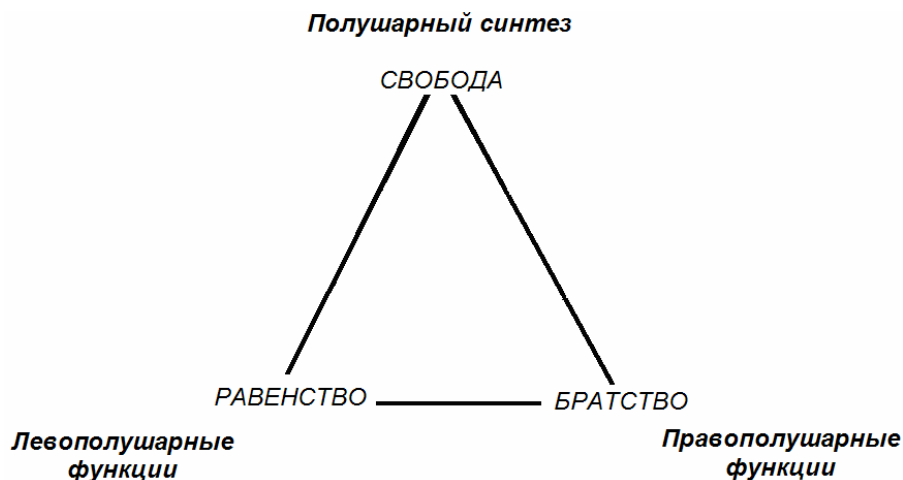 Полушарный синтез
СВОБОДА
РАВЕНСТВО
БРАТСТВО
Левополушарные
функции
Правополушарные
функции